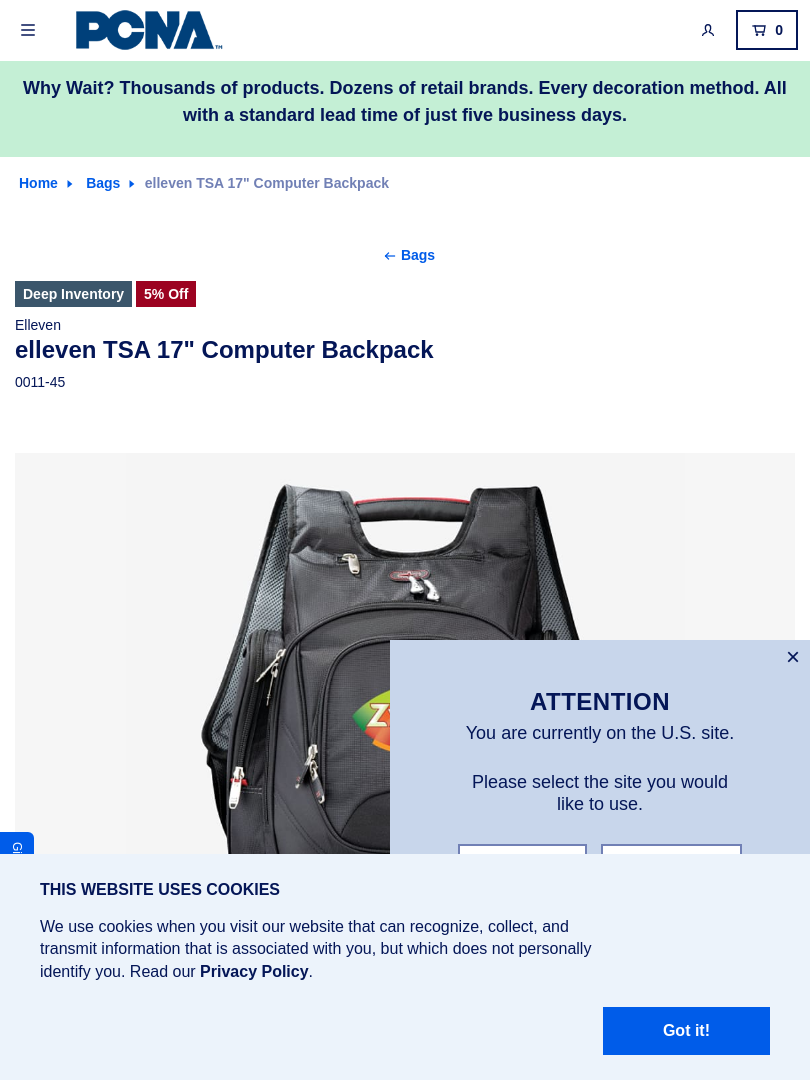 PCNA™
0
Why Wait? Thousands of products. Dozens of retail brands. Every decoration method. All
with a standard lead time of just five business days.
Home Bags elleven TSA 17" Computer Backpack
← Bags
Deep Inventory 5% Off
Elleven
elleven TSA 17" Computer Backpack
0011-45
ATTENTION
You are currently on the U.S. site.
Please select the site you would
like to use.
THIS WEBSITE USES COOKIES
We use cookies when you visit our website that can recognize, collect, and
transmit information that is associated with you, but which does not personally
identify you. Read our Privacy Policy.
Got it!